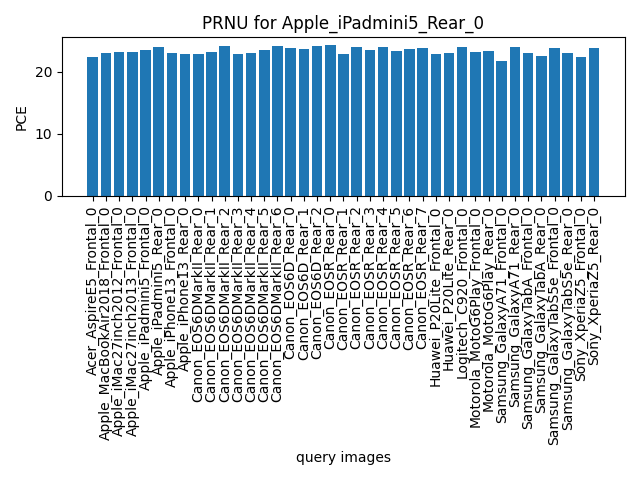 PRNU for Apple_iPadmini5_Rear_0
PCE
20
10
0
Acer_AspireE5_Frontal_0
Apple_MacBookAir2018_Frontal_0
Apple_iMac27inch2012_Frontal_0
Apple_iMac27inch2013_Frontal_0
Apple_iPadmini5_Frontal_0
Apple_iPadmini5_Rear_0
Apple_iPhone13_Frontal_0
Apple_iPhone13_Rear_0
Canon_EOS6DMarkII_Rear_0
Canon_EOS6DMarkII_Rear_1
Canon_EOS6DMarkII_Rear_2
Canon_EOS6DMarkII_Rear_3
Canon_EOS6DMarkII_Rear_4
Canon_EOS6DMarkII_Rear_5
Canon_EOS6DMarkII_Rear_6
Canon_EOS6D_Rear_0
Canon_EOS6D_Rear_1
Canon_EOS6D_Rear_2
Canon_EOSR_Rear_0
Canon_EOSR_Rear_1
Canon_EOSR_Rear_2
Canon_EOSR_Rear_3
Canon_EOSR_Rear_4
Canon_EOSR_Rear_5
Canon_EOSR_Rear_6
Canon_EOSR_Rear_7
Huawei_P20Lite_Frontal_0
Huawei_P20Lite_Rear_0
Logitech_C920_Frontal_0
Motorola_MotoG6Play_Frontal_0
Motorola_MotoG6Play_Rear_0
Samsung_GalaxyA71_Frontal_0
Samsung_GalaxyA71_Rear_0
Samsung_GalaxyTabA_Frontal_0
Samsung_GalaxyTabA_Rear_0
Samsung_GalaxyTabS5e_Frontal_0
Samsung_GalaxyTabS5e_Rear_0
Sony_XperiaZ5_Frontal_0
Sony_XperiaZ5_Rear_0
query images